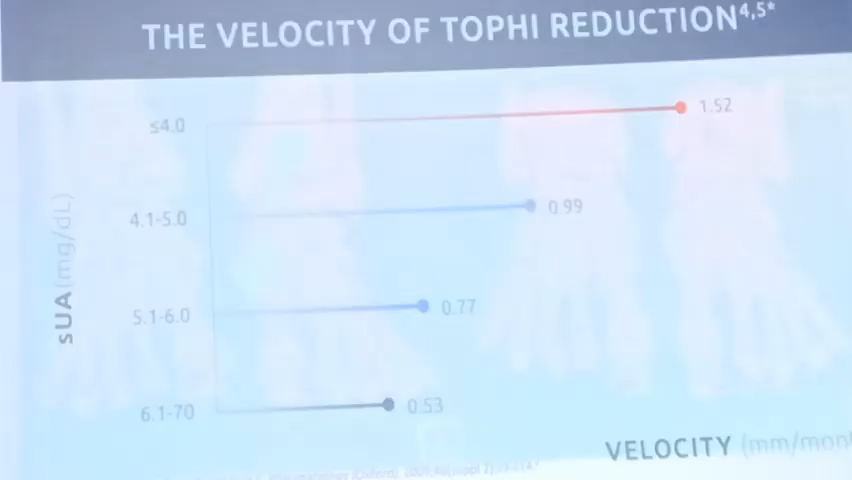 THE VELOCITY OF TOPHI REDUCTION4,5*
≤4.0 1.52
4.1-5.0 0.99
sUA (mg/dL)
5.1-6.0 0.77
6.1-70 0.53
VELOCITY (mm/mont